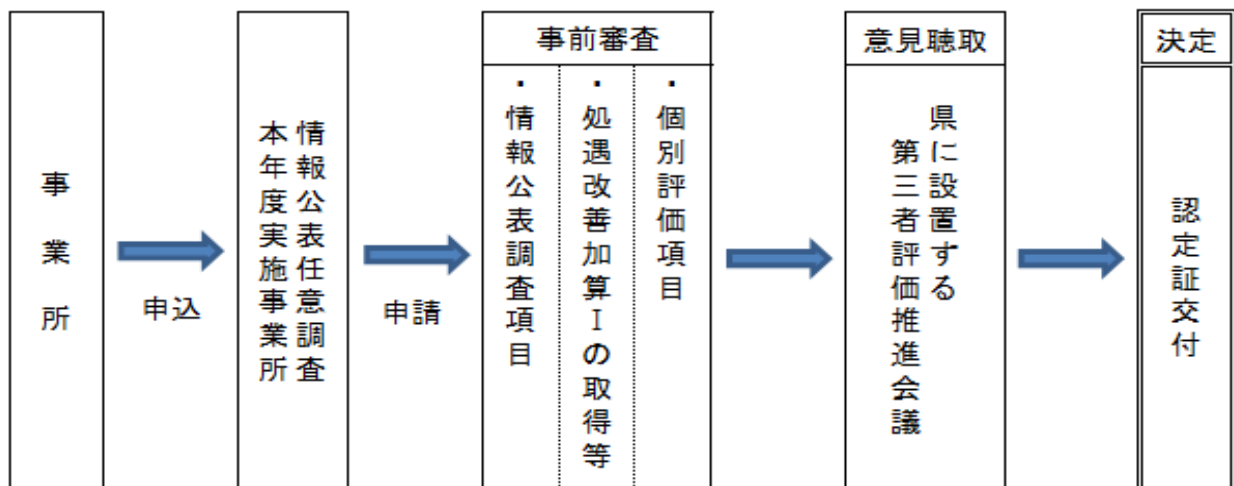 事業所
申込
情報公表任意調査
本年度実施事業所
申請
事前審査
・情報公表調査項目
・処遇改善加算Ⅰの取得等
・個別評価項目
意見聴取
県に設置する
第三者評価推進会議
決定
認定証交付